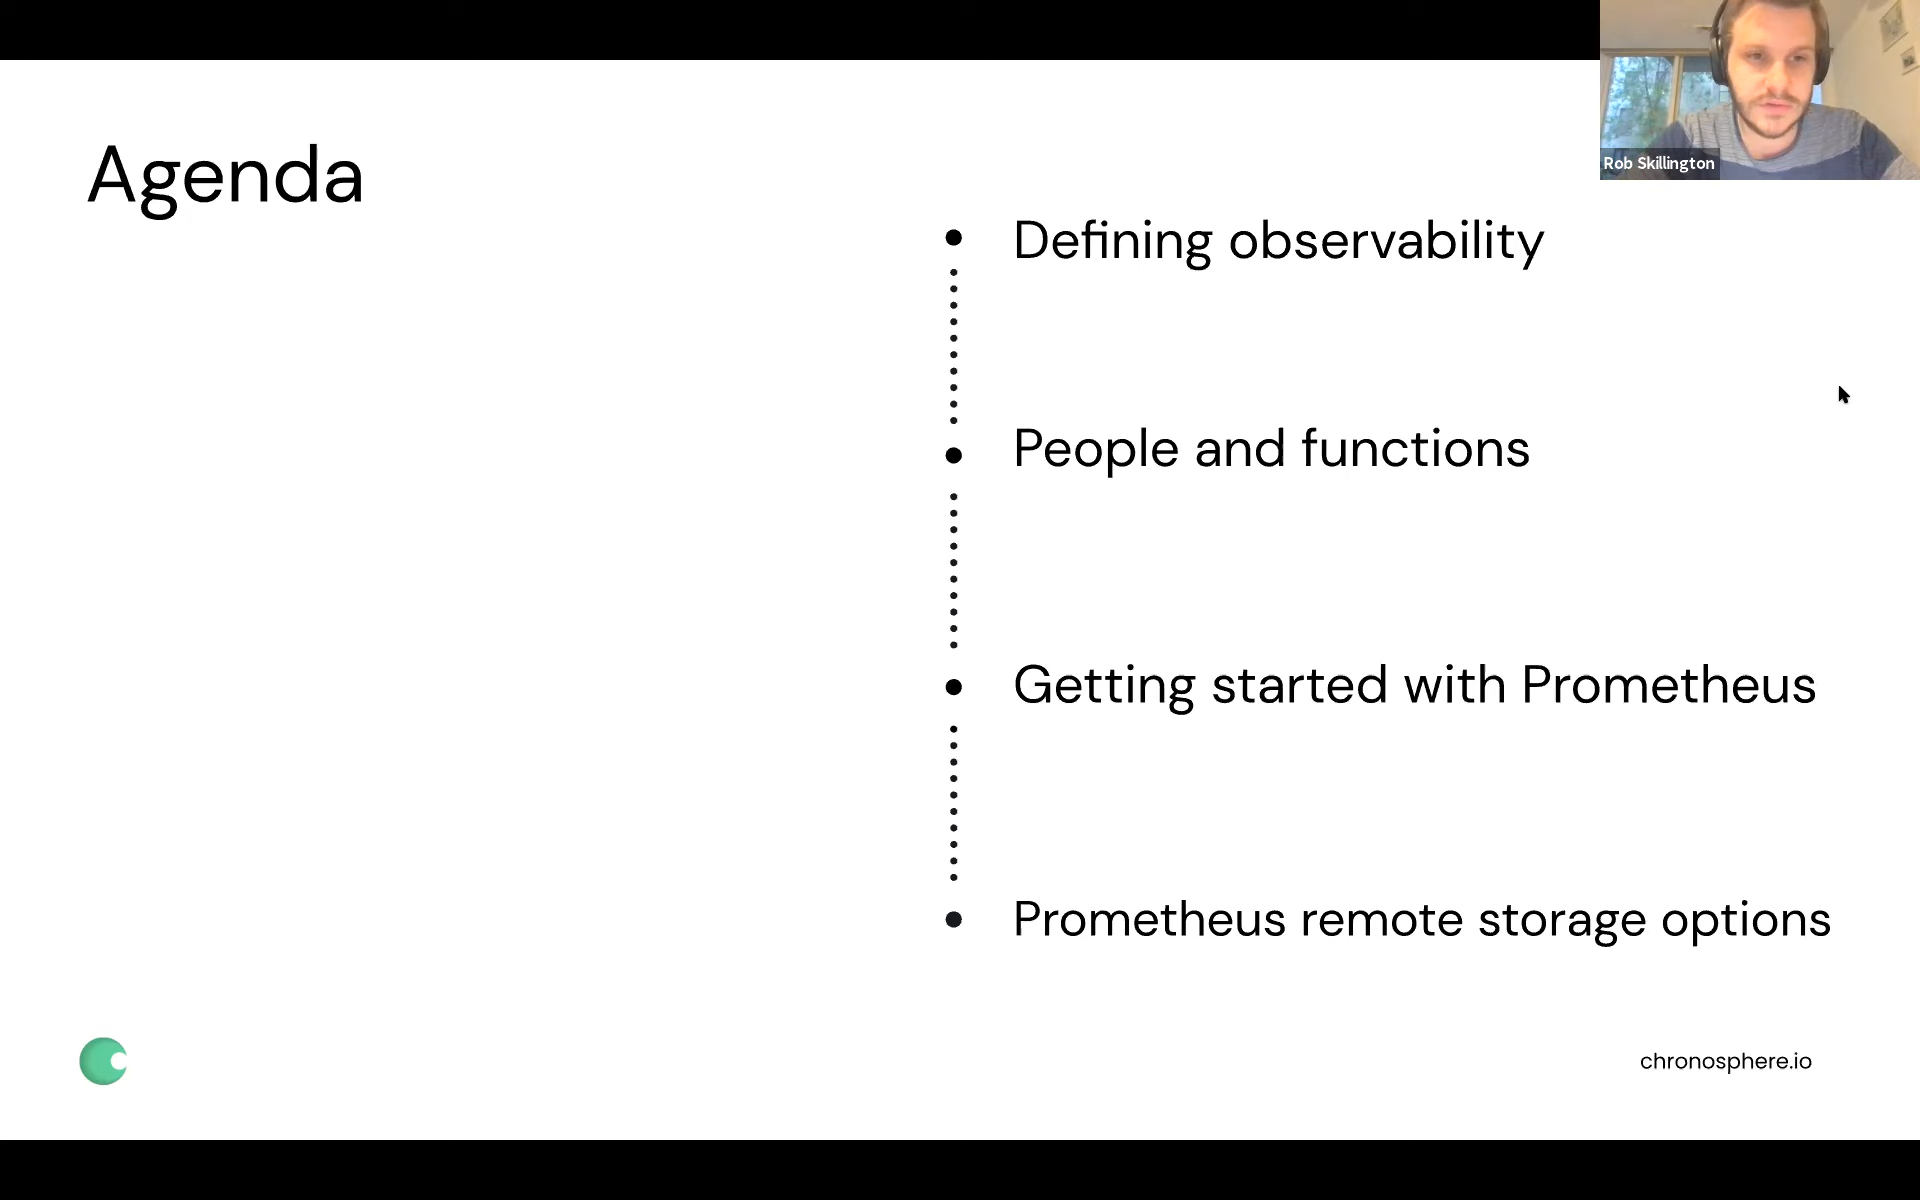 Rob Skillington
Agenda
Defining observability
People and functions
Getting started with Prometheus
Prometheus remote storage options
chronosphere.io